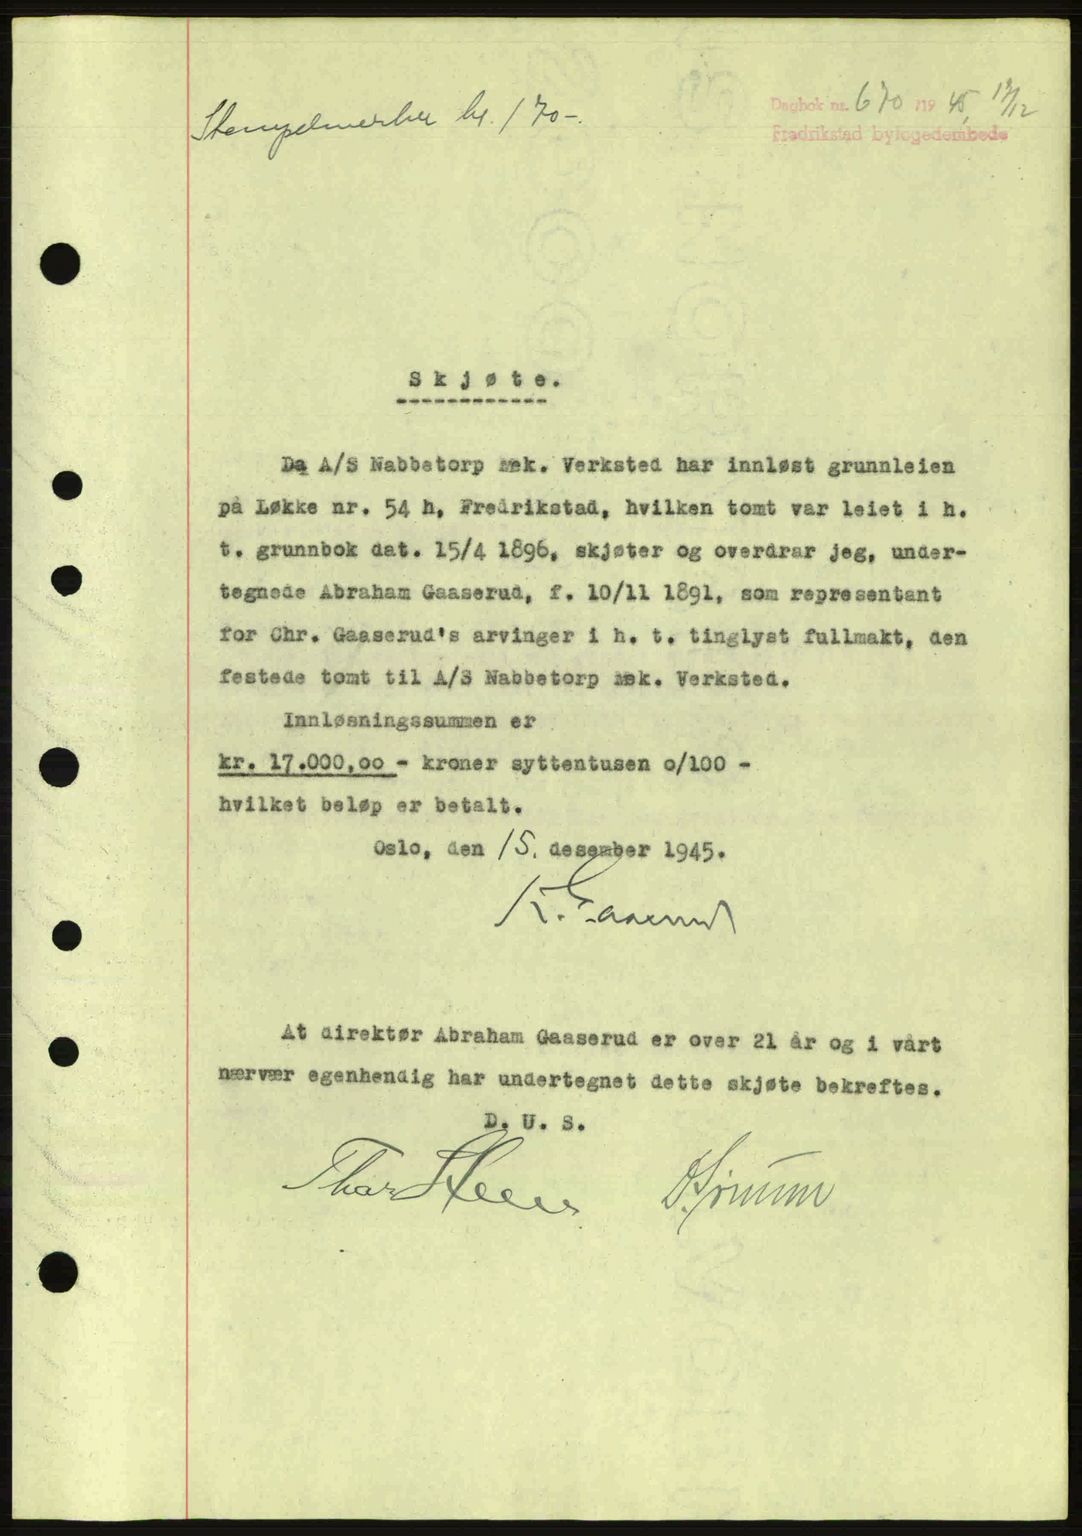 Stempelmerker kr. 170-.
Dagbok nr. 670 1945, 17/12
Fredrikstad byfogedembede
Skjøte.
Da A/S Nabbetorp mek. Verksted har innløst grunnleien
på Løkke nr. 54 h, Fredrikstad, hvilken tomt var leiet i h.
t. grunnbok dat. 15/4 1896, skjøter og overdrar jeg, under-
tegnede Abraham Gaaserud, f. 10/11 1891, som representant
for Chr. Gaaserud's arvinger i h. t. tinglyst fullmakt, den
festede tomt til A/S Nabbetorp mek. Verksted.
Innløsningssummen er
kr. 17.000,00 - kroner syttentusen o/100 -
hvilket beløp er betalt.
Oslo, den 15. desember 1945.
Gaaserud
At direktør Abraham Gaaserud er over 21 år og i vårt
nærvær egenhendig har undertegnet dette skjøte bekreftes.
D. U. S.
Thor Steen